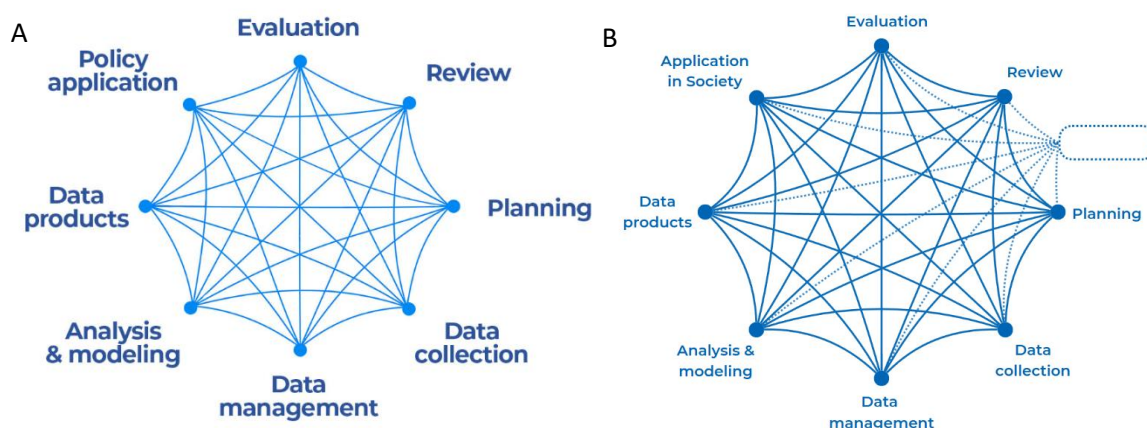 A
Evaluation
Policy
application
Review
Data
products
Planning
Analysis
& modeling
Data
collection
Data
management
B
Evaluation
Application
in Society
Review
Data
products
Planning
Analysis &
modeling
Data
collection
Data
management